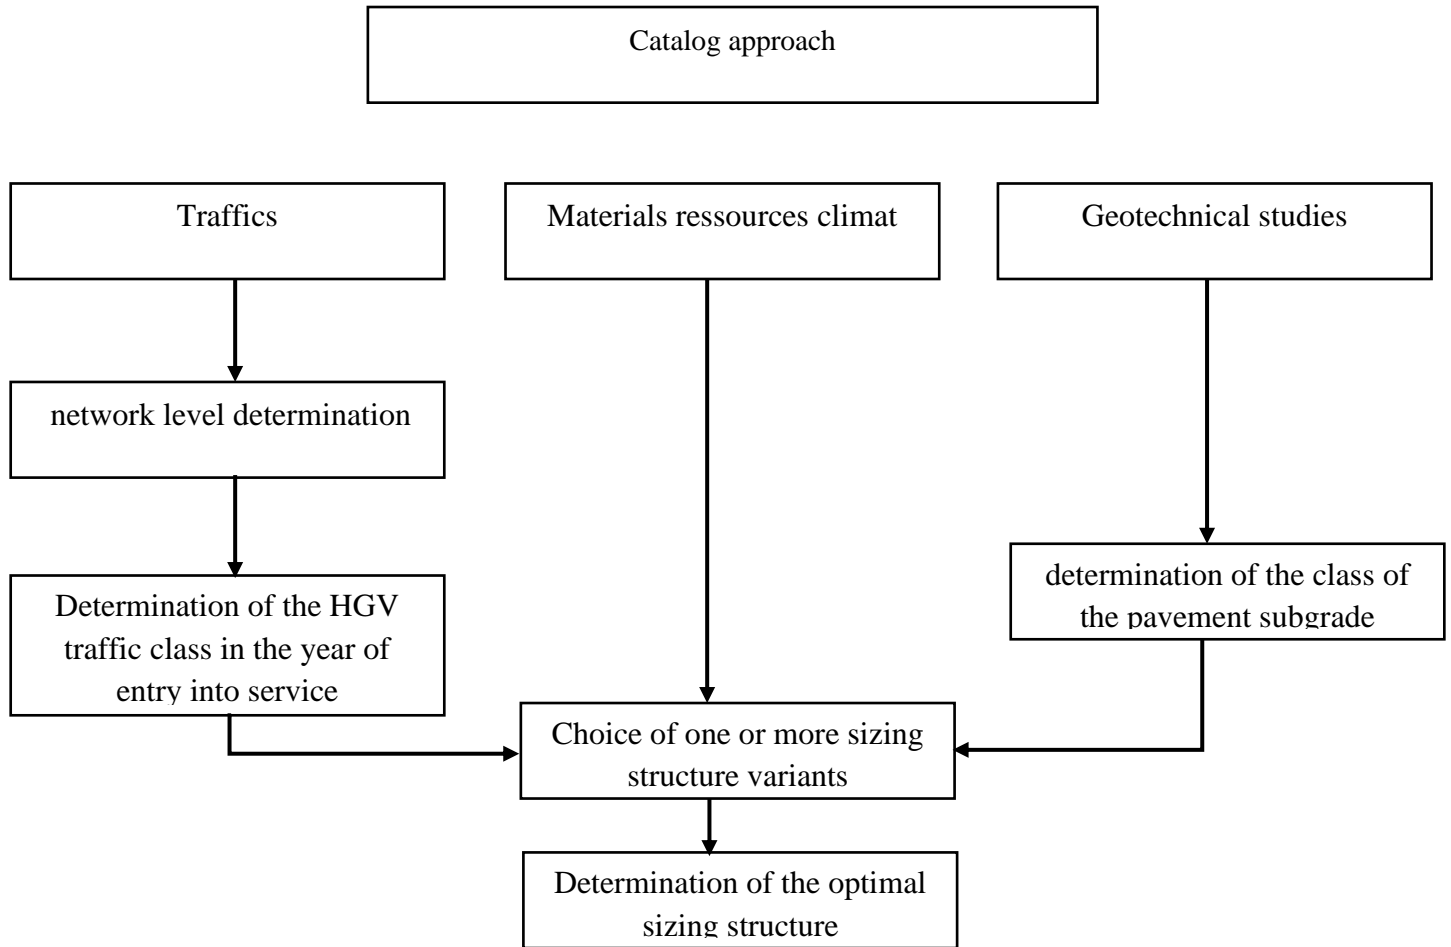 Catalog approach
Traffics
Materials ressources climat
Geotechnical studies
network level determination
determination of the class of
the pavement subgrade
Determination of the HGV
traffic class in the year of
entry into service
Choice of one or more sizing
structure variants
Determination of the optimal
sizing structure